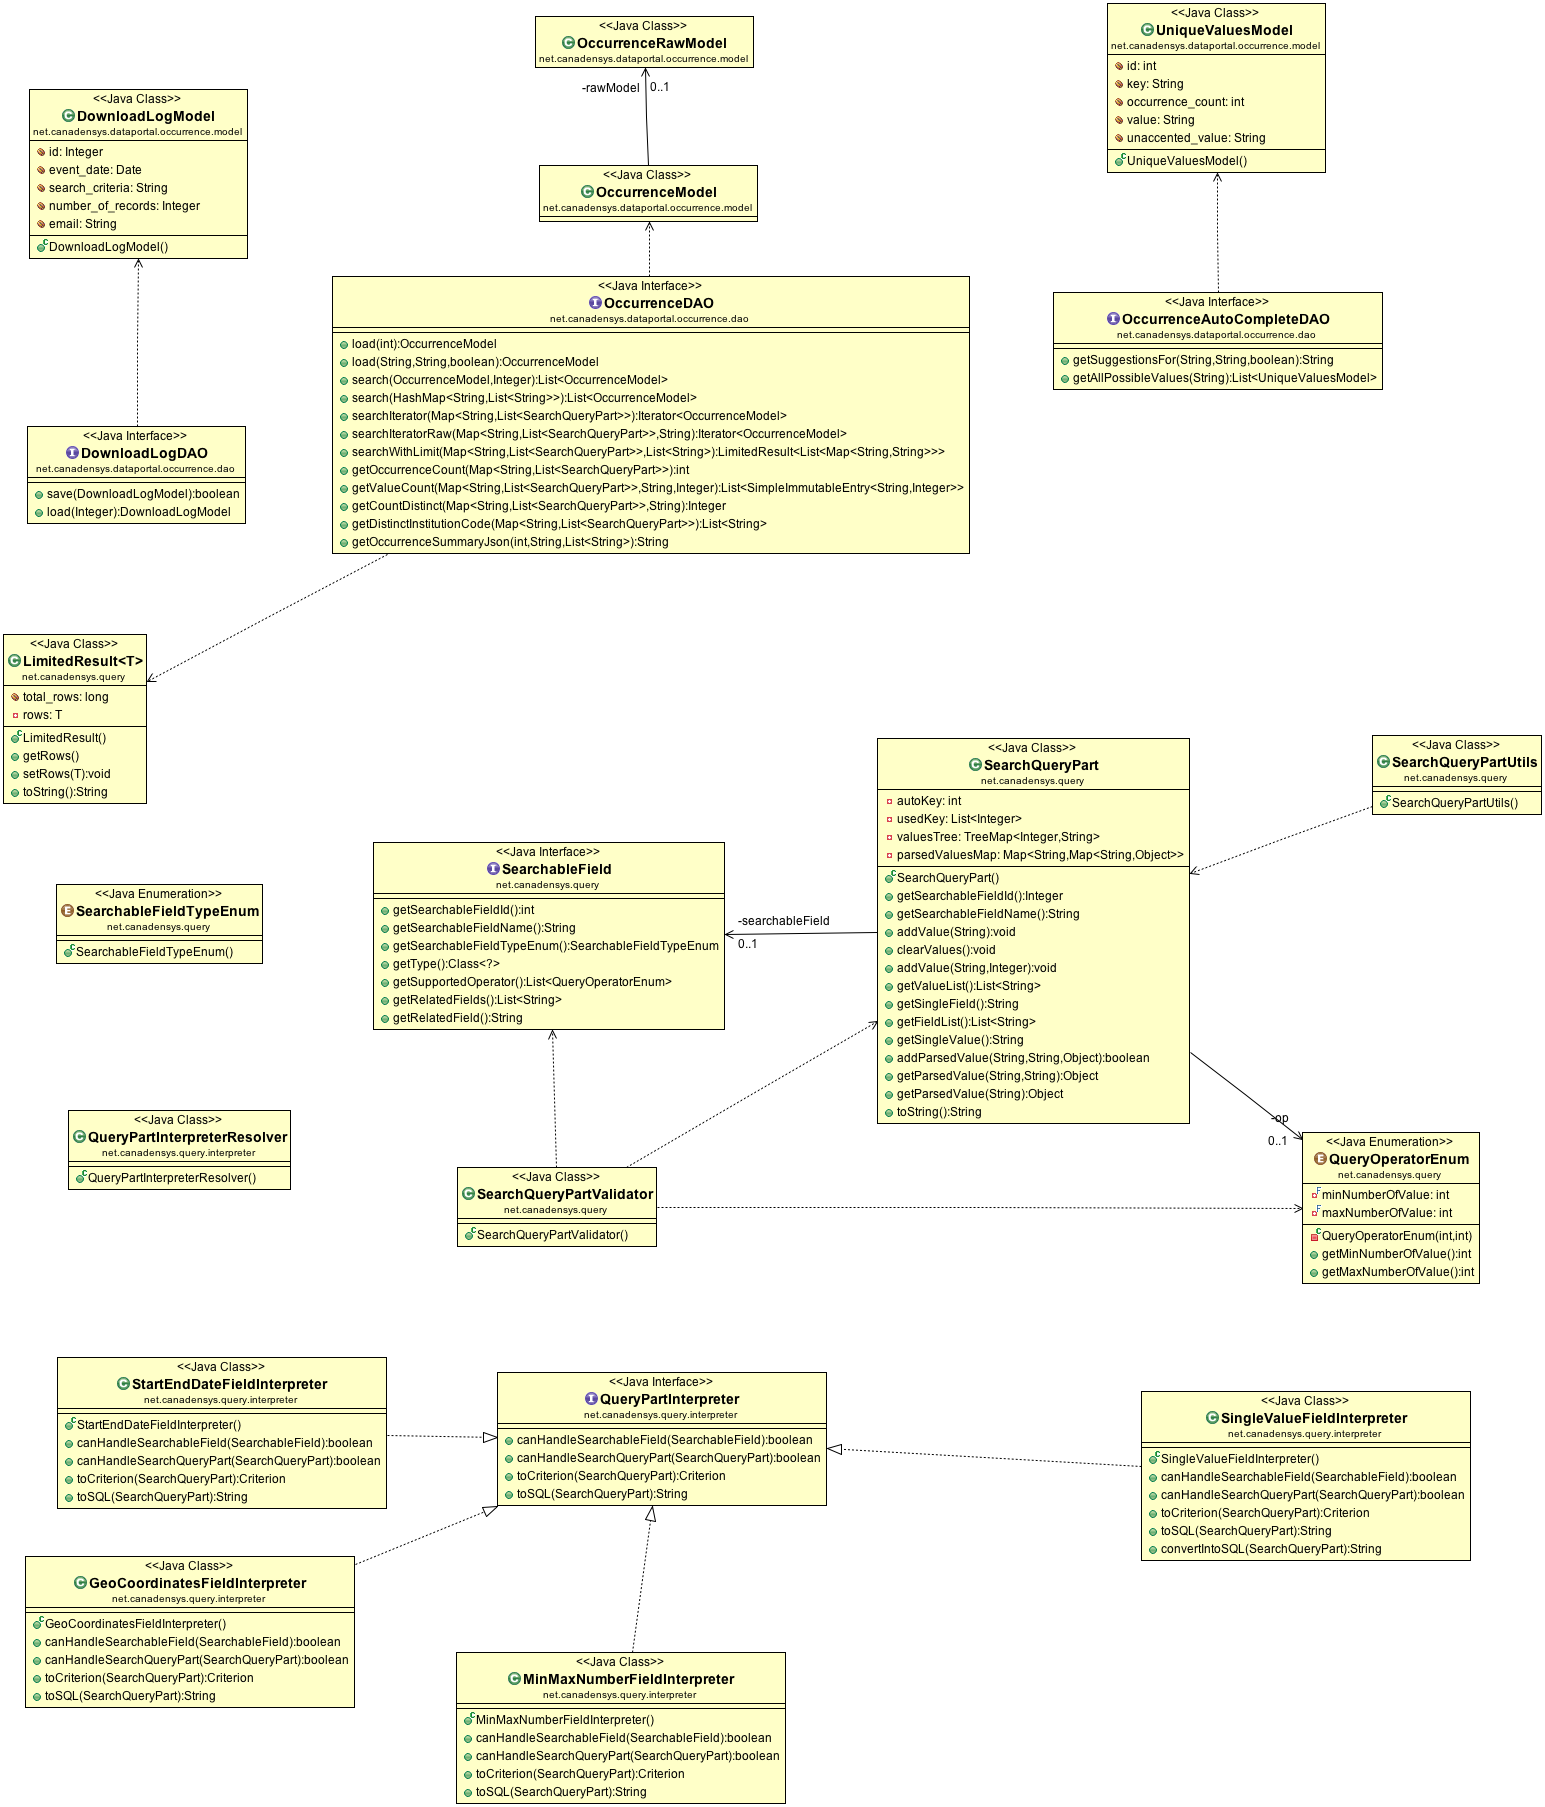 <<Java Class>>
OccurrenceRawModel
net.canadensys.dataportal.occurrence.model
-rawModel
0..1
<<Java Class>>
UniqueValuesModel
net.canadensys.dataportal.occurrence.model
id: int
key: String
occurrence_count: int
value: String
unaccented_value: String
UniqueValuesModel()
<<Java Class>>
DownloadLogModel
net.canadensys.dataportal.occurrence.model
id: Integer
event_date: Date
search_criteria: String
number_of_records: Integer
email: String
DownloadLogModel()
<<Java Class>>
OccurrenceModel
net.canadensys.dataportal.occurrence.model
<<Java Interface>>
OccurrenceDAO
net.canadensys.dataportal.occurrence.dao
load(int):OccurrenceModel
load(String,String,boolean):OccurrenceModel
search(OccurrenceModel,Integer):List<OccurrenceModel>
search(HashMap<String,List<String>>):List<OccurrenceModel>
searchIterator(Map<String,List<SearchQueryPart>>):Iterator<OccurrenceModel>
searchIteratorRaw(Map<String,List<SearchQueryPart>>,String):Iterator<OccurrenceModel>
searchWithLimit(Map<String,List<SearchQueryPart>>,List<String>):LimitedResult<List<Map<String,String>>>
getOccurrenceCount(Map<String,List<SearchQueryPart>>):int
getValueCount(Map<String,List<SearchQueryPart>>,String,Integer):List<SimpleImmutableEntry<String,Integer>>
getCountDistinct(Map<String,List<SearchQueryPart>>,String):Integer
getDistinctInstitutionCode(Map<String,List<SearchQueryPart>>):List<String>
getOccurrenceSummaryJson(int,String,List<String>):String
<<Java Interface>>
OccurrenceAutoCompleteDAO
net.canadensys.dataportal.occurrence.dao
getSuggestionsFor(String,String,boolean):String
getAllPossibleValues(String):List<UniqueValuesModel>
<<Java Interface>>
DownloadLogDAO
net.canadensys.dataportal.occurrence.dao
save(DownloadLogModel):boolean
load(Integer):DownloadLogModel
<<Java Class>>
LimitedResult<T>
net.canadensys.query
total_rows: long
rows: T
LimitedResult()
getRows()
setRows(T):void
toString():String
<<Java Class>>
SearchQueryPart
net.canadensys.query
autoKey: int
usedKey: List<Integer>
valuesTree: TreeMap<Integer,String>
parsedValuesMap: Map<String,Map<String,Object>>
SearchQueryPart()
getSearchableFieldId():Integer
getSearchableFieldName():String
addValue(String):void
clearValues():void
addValue(String,Integer):void
getValueList():List<String>
getSingleField():String
getFieldList():List<String>
getSingleValue():String
addParsedValue(String,String,Object):boolean
getParsedValue(String,String):Object
getParsedValue(String):Object
toString():String
<<Java Class>>
SearchQueryPartUtils
net.canadensys.query
SearchQueryPartUtils()
<<Java Interface>>
SearchableField
net.canadensys.query
getSearchableFieldId():int
getSearchableFieldName():String
getSearchableFieldTypeEnum():SearchableFieldTypeEnum
getType():Class<?>
getSupportedOperator():List<QueryOperatorEnum>
getRelatedFields():List<String>
getRelatedField():String
-searchableField
0..1
<<Java Enumeration>>
SearchableFieldTypeEnum
net.canadensys.query
SearchableFieldTypeEnum()
<<Java Class>>
QueryPartInterpreterResolver
net.canadensys.query.interpreter
QueryPartInterpreterResolver()
<<Java Class>>
SearchQueryPartValidator
net.canadensys.query
SearchQueryPartValidator()
-op
0..1
<<Java Enumeration>>
QueryOperatorEnum
net.canadensys.query
minNumberOfValue: int
maxNumberOfValue: int
QueryOperatorEnum(int,int)
getMinNumberOfValue():int
getMaxNumberOfValue():int
<<Java Class>>
StartEndDateFieldInterpreter
net.canadensys.query.interpreter
StartEndDateFieldInterpreter()
canHandleSearchableField(SearchableField):boolean
canHandleSearchQueryPart(SearchQueryPart):boolean
toCriterion(SearchQueryPart):Criterion
toSQL(SearchQueryPart):String
<<Java Interface>>
QueryPartInterpreter
net.canadensys.query.interpreter
canHandleSearchableField(SearchableField):boolean
canHandleSearchQueryPart(SearchQueryPart):boolean
toCriterion(SearchQueryPart):Criterion
toSQL(SearchQueryPart):String
<<Java Class>>
SingleValueFieldInterpreter
net.canadensys.query.interpreter
SingleValueFieldInterpreter()
canHandleSearchableField(SearchableField):boolean
canHandleSearchQueryPart(SearchQueryPart):boolean
toCriterion(SearchQueryPart):Criterion
toSQL(SearchQueryPart):String
convertIntoSQL(SearchQueryPart):String
<<Java Class>>
GeoCoordinatesFieldInterpreter
net.canadensys.query.interpreter
GeoCoordinatesFieldInterpreter()
canHandleSearchableField(SearchableField):boolean
canHandleSearchQueryPart(SearchQueryPart):boolean
toCriterion(SearchQueryPart):Criterion
toSQL(SearchQueryPart):String
<<Java Class>>
MinMaxNumberFieldInterpreter
net.canadensys.query.interpreter
MinMaxNumberFieldInterpreter()
canHandleSearchableField(SearchableField):boolean
canHandleSearchQueryPart(SearchQueryPart):boolean
toCriterion(SearchQueryPart):Criterion
toSQL(SearchQueryPart):String